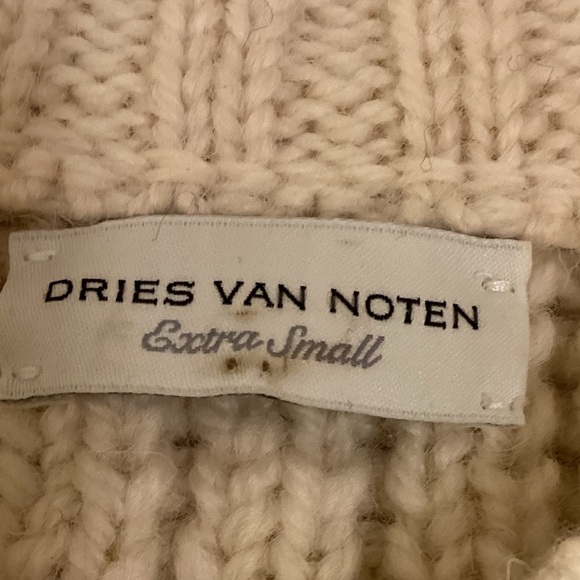 DRIES VAN NOTEN
Extra Small